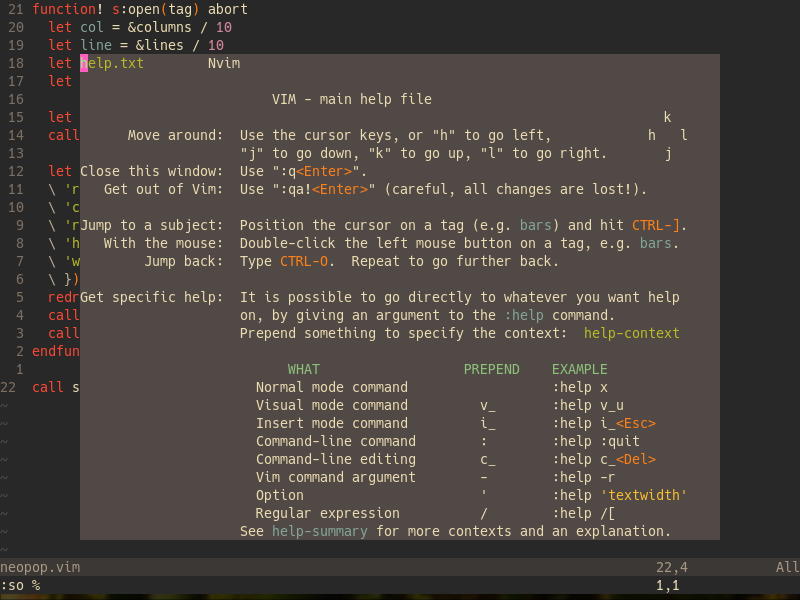 21 function! s:open(tag) abort
20   let col = &columns / 10
19   let line = &lines / 10
18   let help.txt        Nvim
17   let
16                         VIM - main help file
15   let                                                                          k
14   call      Move around:  Use the cursor keys, or "h" to go left,            h   l
13                           "j" to go down, "k" to go up, "l" to go right.       j
12   let Close this window:  Use ":q<Enter>".
11   \ 'r   Get out of Vim:  Use ":qa!<Enter>" (careful, all changes are lost!).
10   \ 'c
9   \ 'rJump to a subject:  Position the cursor on a tag (e.g. bars) and hit CTRL-].
8   \ 'h   With the mouse:  Double-click the left mouse button on a tag, e.g. bars.
7   \ 'w        Jump back:  Type CTRL-O.  Repeat to go further back.
6   \ })
5   redrGet specific help:  It is possible to go directly to whatever you want help
4   call                    on, by giving an argument to the :help command.
3   call                    Prepend something to specify the context:  help-context
2 endfun
1                                 WHAT                  PREPEND    EXAMPLE
22  call s                    Normal mode command                  :help x
~                             Visual mode command         v_       :help v_u
~                             Insert mode command         i_       :help i_<Esc>
~                             Command-line command        :        :help :quit
~                             Command-line editing        c_       :help c_<Del>
~                             Vim command argument        -        :help -r
~                             Option                      '        :help 'textwidth'
~                             Regular expression          /        :help /[
~                           See help-summary for more contexts and an explanation.
~
neopop.vim                                                                        22,4           All
:so %                                                                             1,1